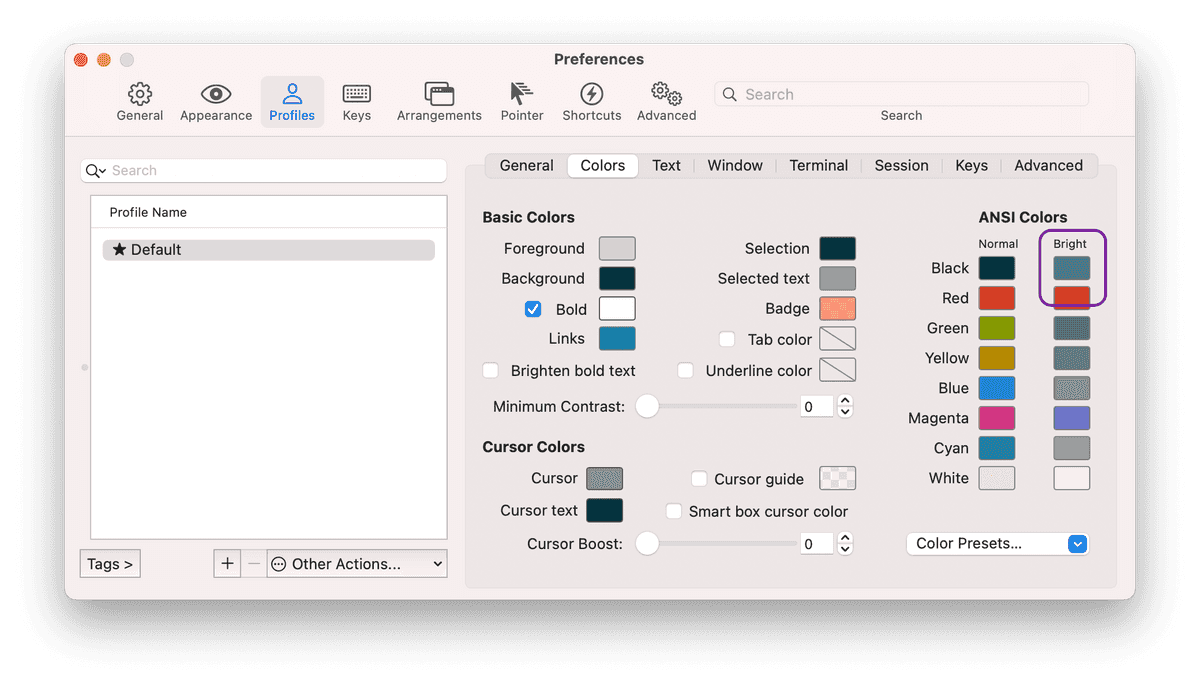 Preferences
General Appearance Profiles Keys Arrangements Pointer Shortcuts Advanced Search
Search
Search
Profile Name
★ Default
Tags >
+ − Other Actions...
General Colors Text Window Terminal Session Keys Advanced
Basic Colors
Foreground
Background
Bold
Links
Brighten bold text
Selection
Selected text
Badge
Tab color
Underline color
Minimum Contrast: 0
Cursor Colors
Cursor
Cursor text
Cursor guide
Smart box cursor color
Cursor Boost: 0
ANSI Colors
Normal Bright
Black
Red
Green
Yellow
Blue
Magenta
Cyan
White
Color Presets...